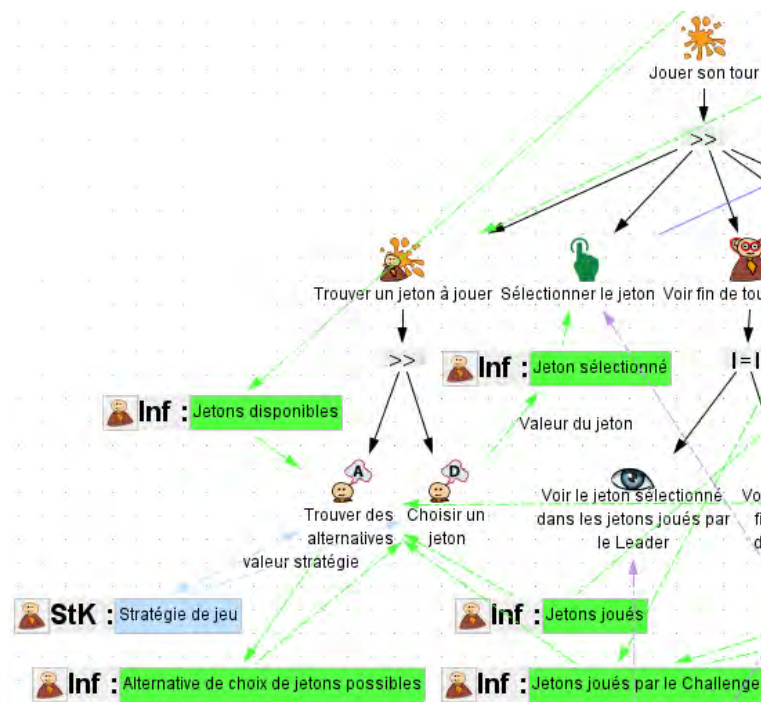 Jouer son tour
>>
Trouver un jeton à jouer
Sélectionner le jeton
Voir fin de tou
>>
Inf : Jeton sélectionné
I=I
Inf : Jetons disponibles
Valeur du jeton
A
D
Trouver des
alternatives
Choisir un
jeton
Voir le jeton sélectionné
dans les jetons joués par
le Leader
Vo
fi
d
valeur stratégie
StK : Stratégie de jeu
Inf : Jetons joués
Inf : Alternative de choix de jetons possibles
Inf : Jetons joués par le Challenge